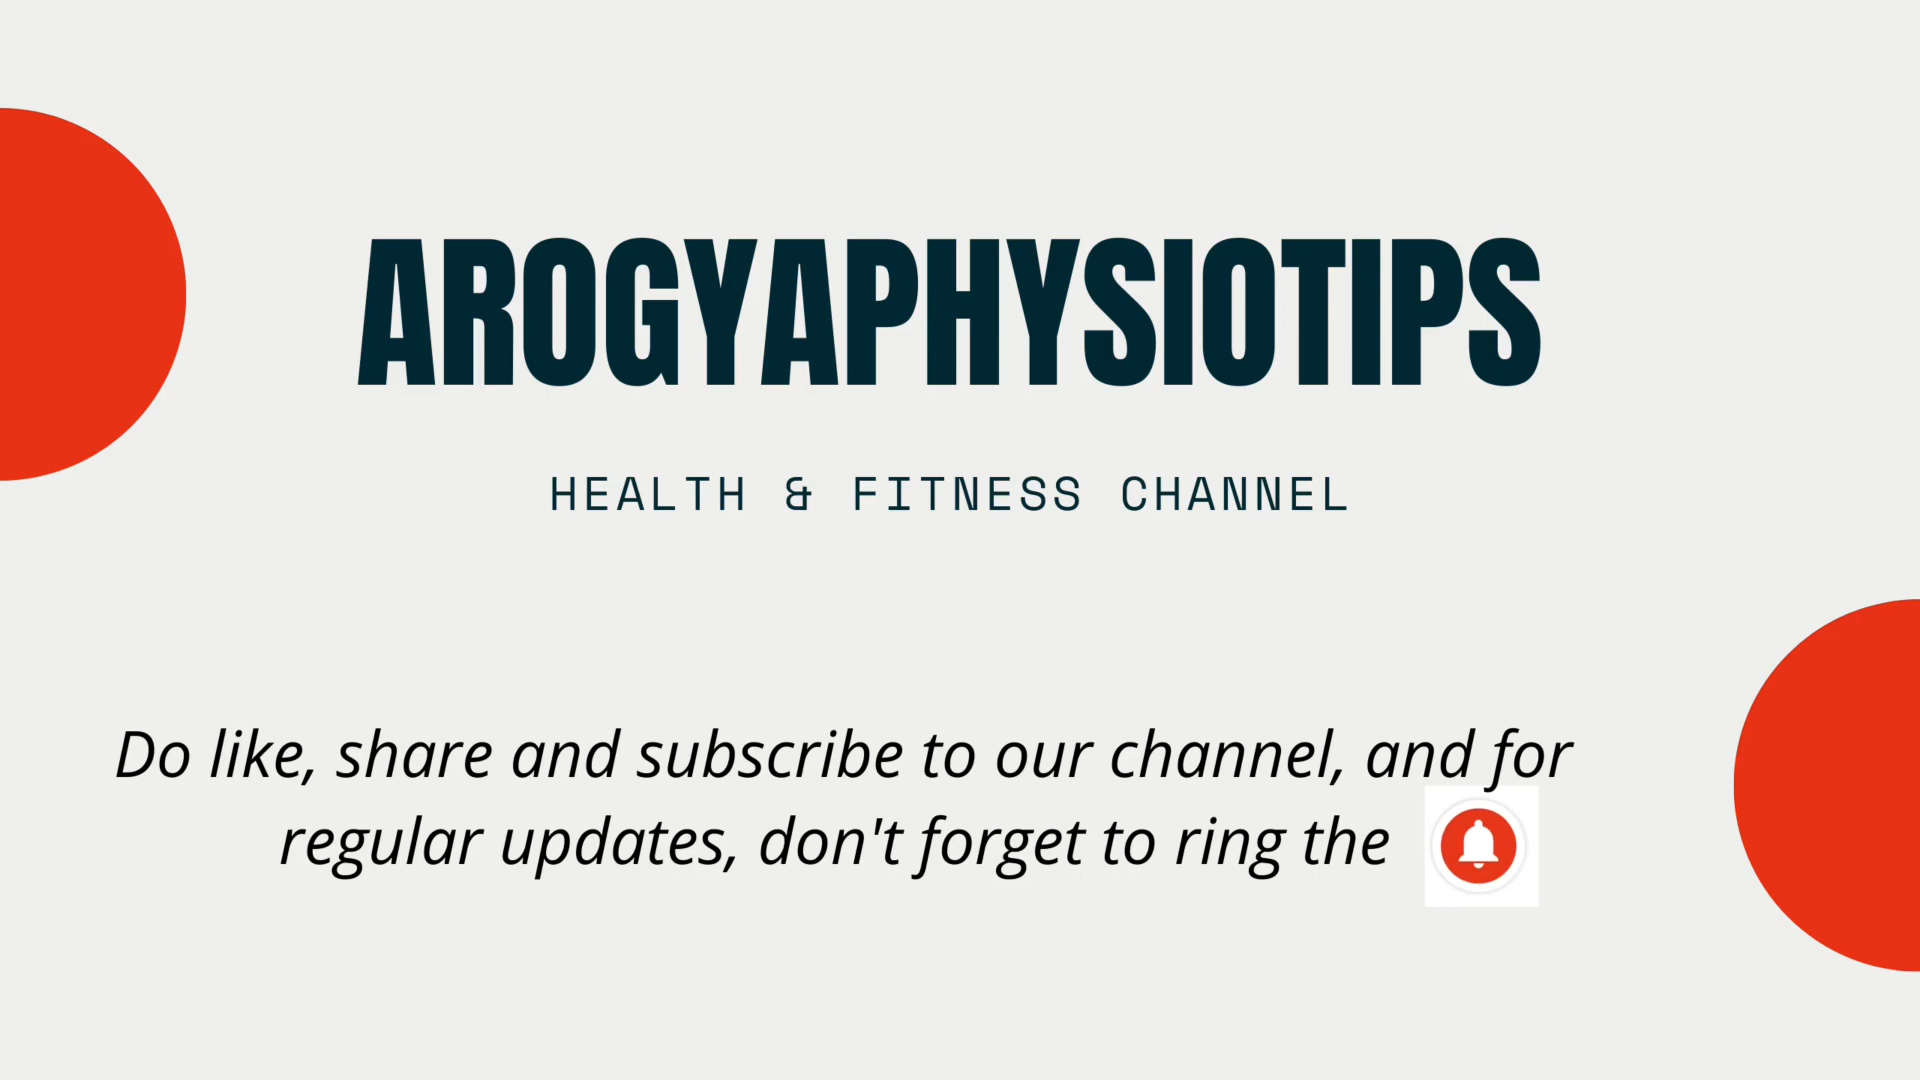 AROGYAPHYSIOTIPS
HEALTH & FITNESS CHANNEL
Do like, share and subscribe to our channel, and for
regular updates, don't forget to ring the